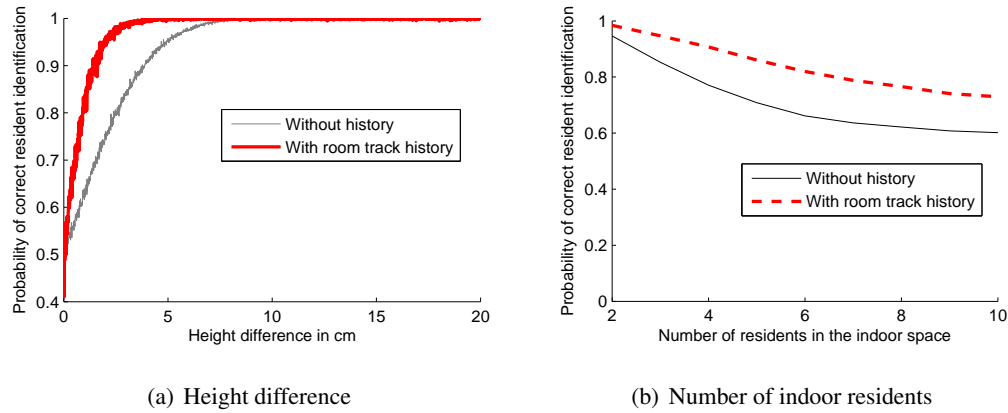 Probability of correct resident identification
1
0.9
0.8
0.7
0.6
0.5
0.4
0
5
10
15
20
Height difference in cm
Without history
With room track history
(a) Height difference
Probability of correct resident identification
1
0.8
0.6
0.4
0.2
0
2
4
6
8
10
Number of residents in the indoor space
Without history
With room track history
(b) Number of indoor residents